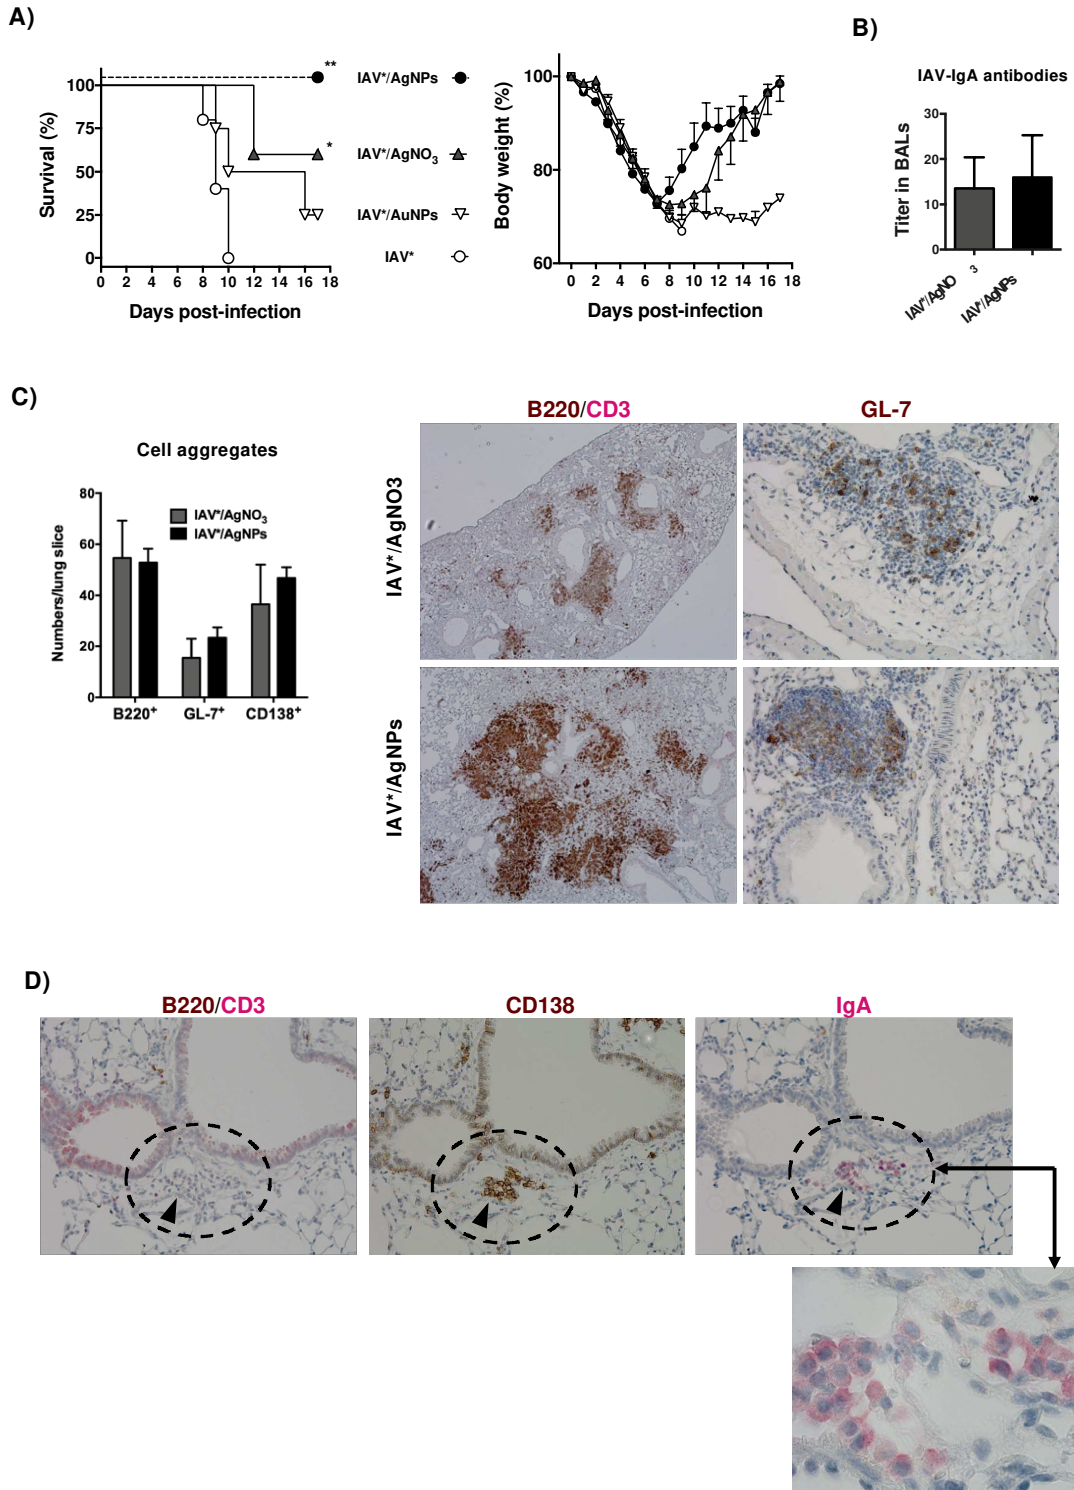 A)
B)
IAV-IgA antibodies
Survival (%)
100
75
50
25
0
0 2 4 6 8 10 12 14 16 18
Days post-infection
**
*
IAV*/AgNPs
IAV*/AgNO3
IAV*/AuNPs
IAV*
Body weight (%)
100
80
60
0 2 4 6 8 10 12 14 16 18
Days post-infection
Titer in BALs
30
20
10
0
IAV*/AgNO3
IAV*/AgNPs
C)
Cell aggregates
Numbers/lung slice
80
60
40
20
0
IAV*/AgNO3
IAV*/AgNPs
B220+ GL-7+ CD138+
B220/CD3
GL-7
IAV*/AgNO3
IAV*/AgNPs
D)
B220/CD3
CD138
IgA